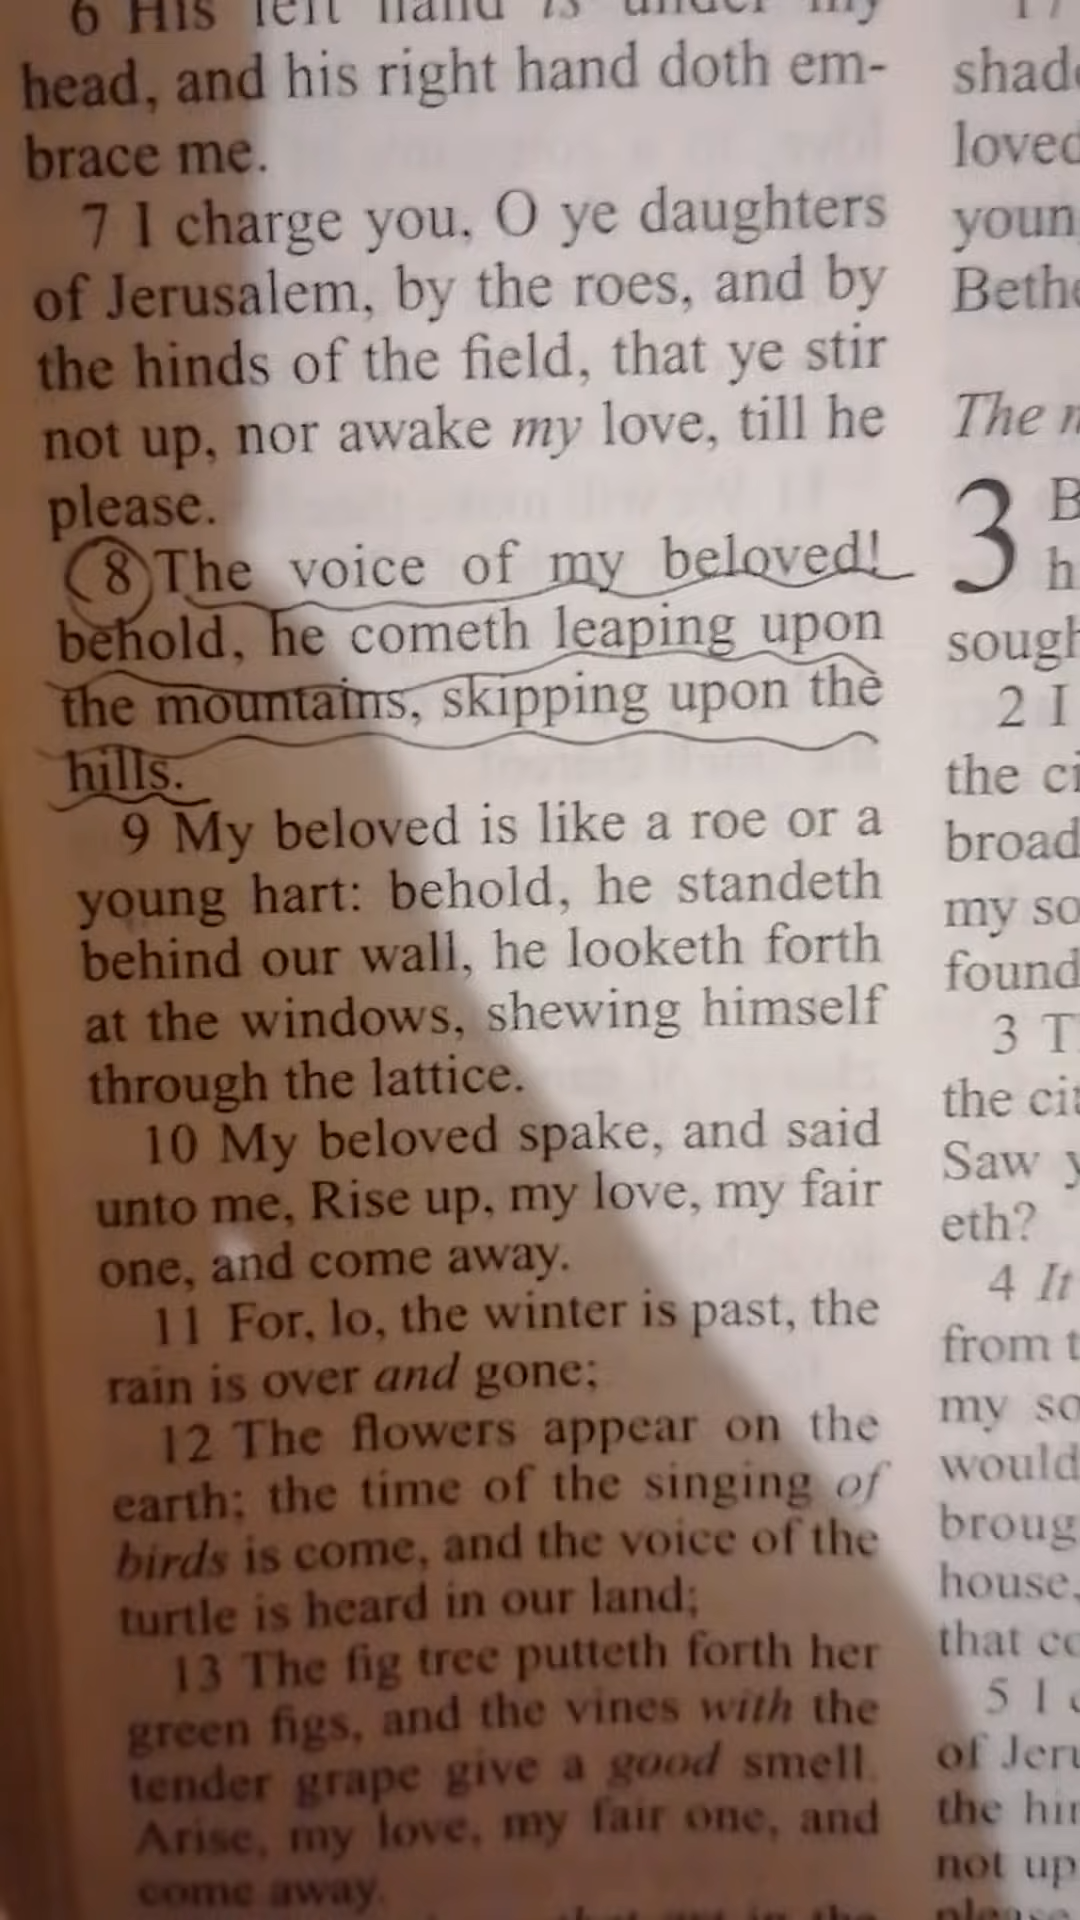 6 His left hand is under my
head, and his right hand doth em-
brace me.
7 I charge you, O ye daughters
of Jerusalem, by the roes, and by
the hinds of the field, that ye stir
not up, nor awake my love, till he
please.
8 The voice of my beloved!
behold, he cometh leaping upon
the mountains, skipping upon the
hills.
9 My beloved is like a roe or a
young hart: behold, he standeth
behind our wall, he looketh forth
at the windows, shewing himself
through the lattice.
10 My beloved spake, and said
unto me, Rise up, my love, my fair
one, and come away.
11 For, lo, the winter is past, the
rain is over and gone;
12 The flowers appear on the
earth; the time of the singing of
birds is come, and the voice of the
turtle is heard in our land;
13 The fig tree putteth forth her
green figs, and the vines with the
tender grape give a good smell.
Arise, my love, my fair one, and
come away.
17
shad
loved
youn
Beth
The
3 B
h
sough
2 I
the ci
broad
my so
found
3 T
the cit
Saw y
eth?
4 It
from t
my so
would
broug
house,
that co
5 I
of Jeru
the hin
not up
please